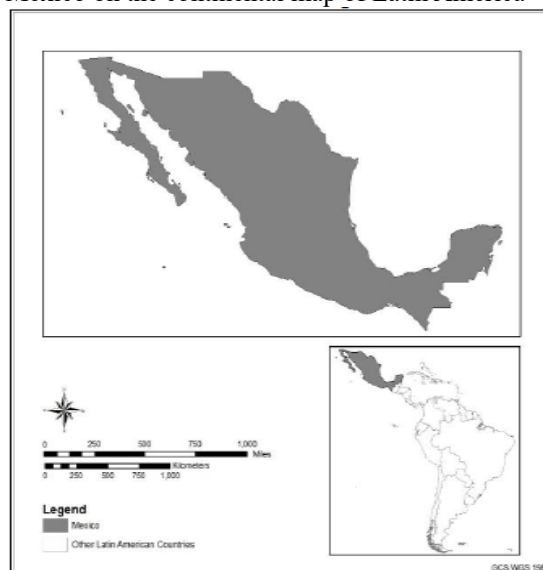 Mexico on the continental map of Latin America
0 250 500 750 1,000
Miles
Kilometers
0 250 500 750 1,000
Legend
Mexico
Other Latin American Countries
GCS WGS 198